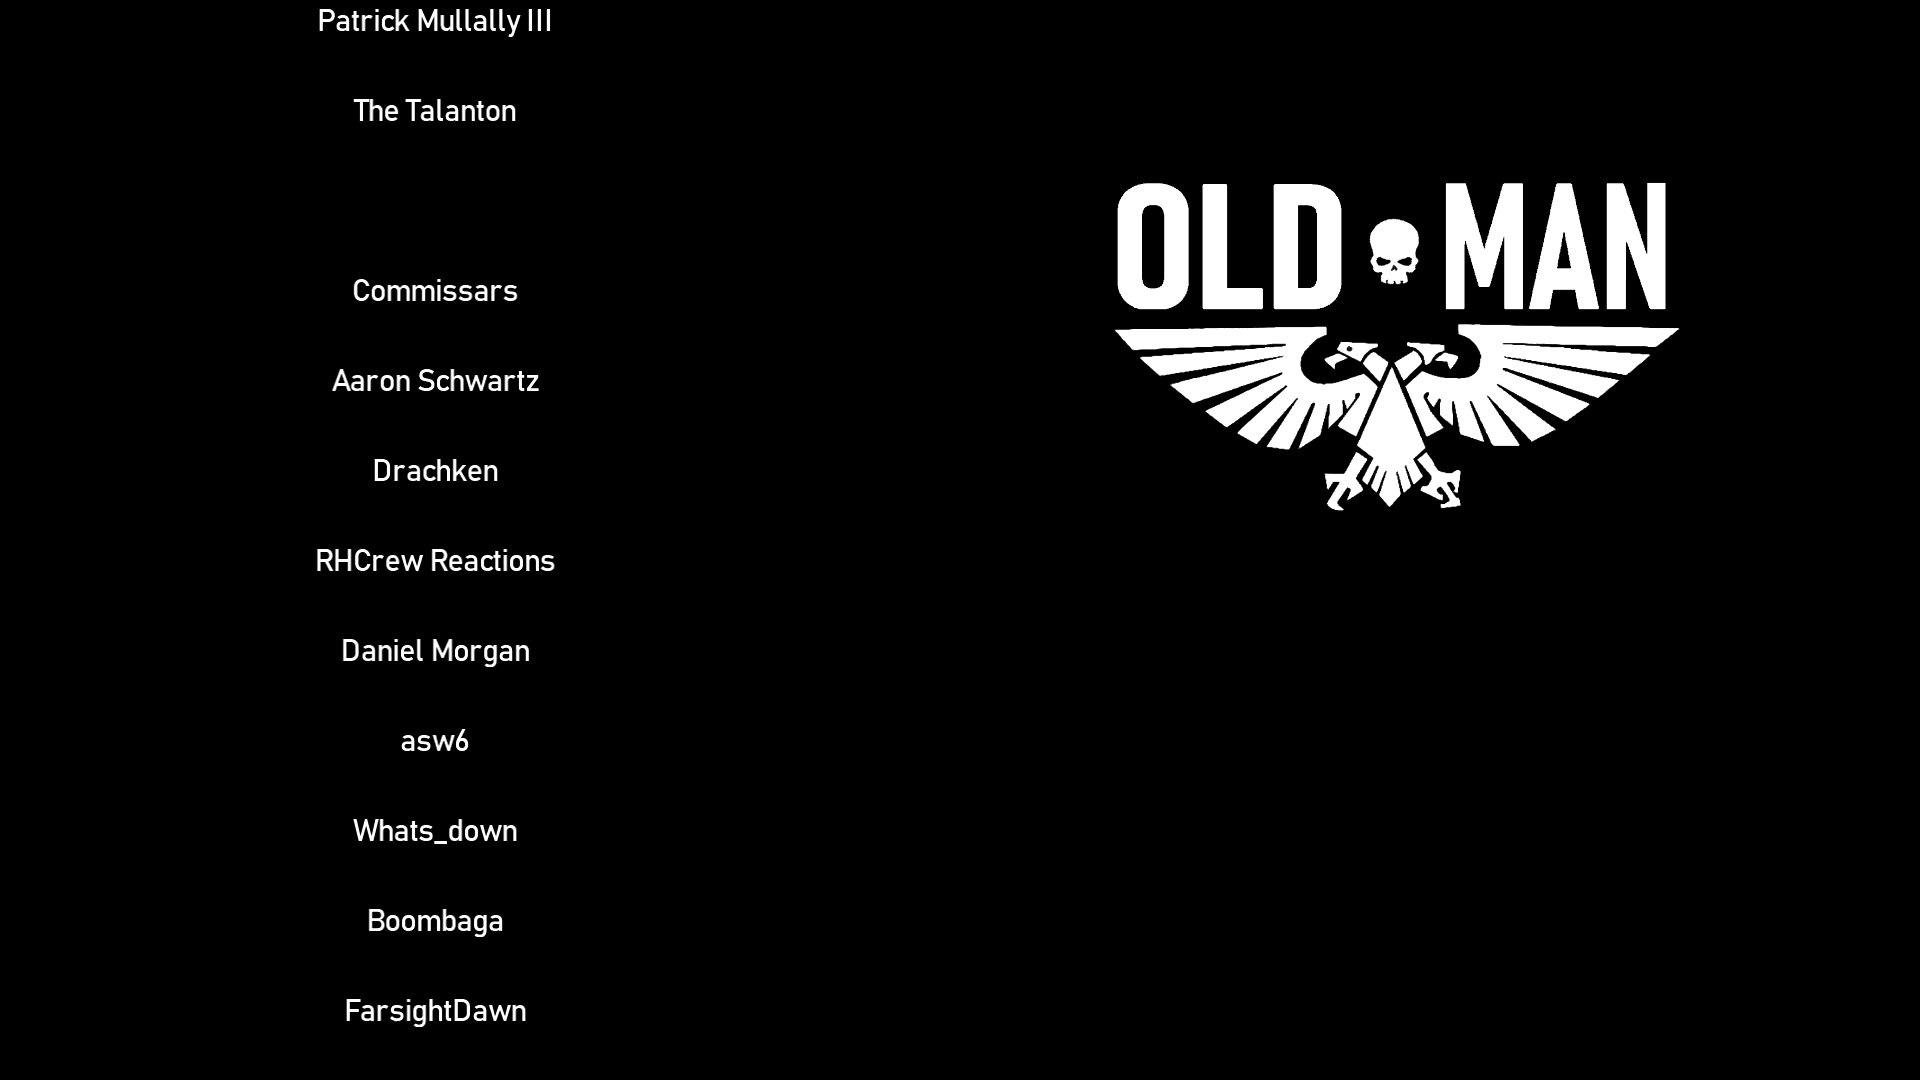 Patrick Mullally III
The Talanton
Commissars
Aaron Schwartz
Drachken
RHCrew Reactions
Daniel Morgan
asw6
Whats_down
Boombaga
FarsightDawn
OLD MAN